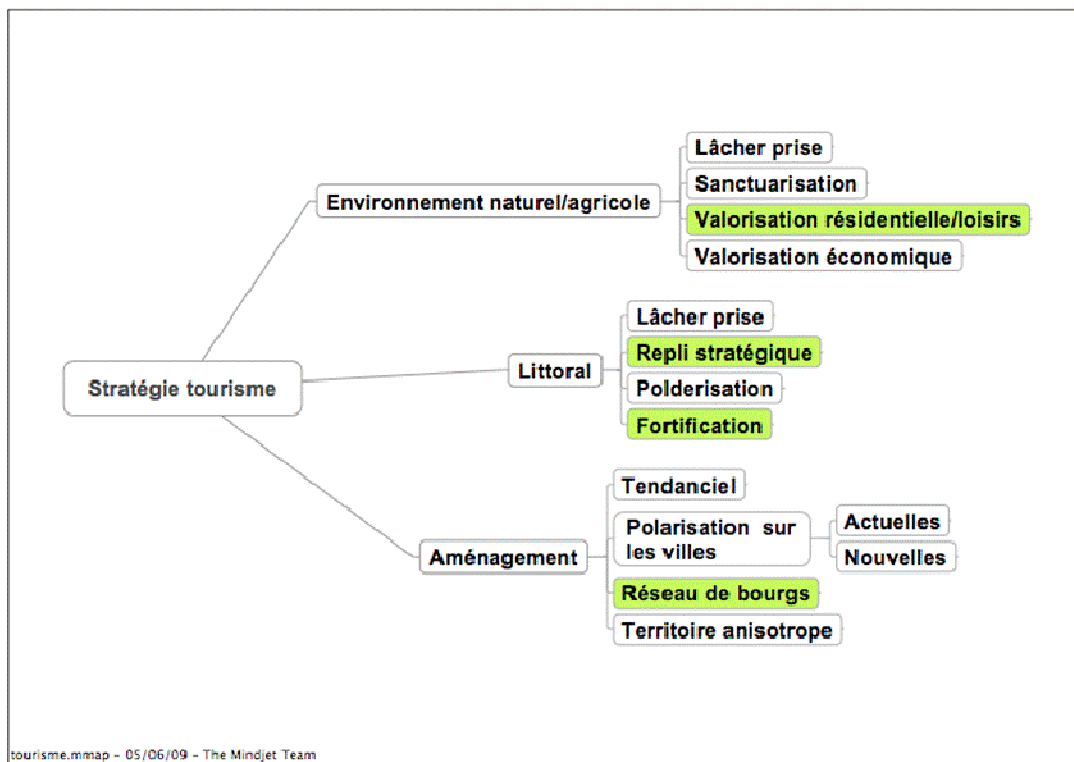 Lâcher prise
Sanctuarisation
Environnement naturel/agricole
Valorisation résidentielle/loisirs
Valorisation économique
Lâcher prise
Repli stratégique
Littoral
Stratégie tourisme
Polderisation
Fortification
Tendanciel
Polarisation sur
les villes
Actuelles
Nouvelles
Aménagement
Réseau de bourgs
Territoire anisotrope
tourisme.mmap - 05/06/09 - The Mindjet Team